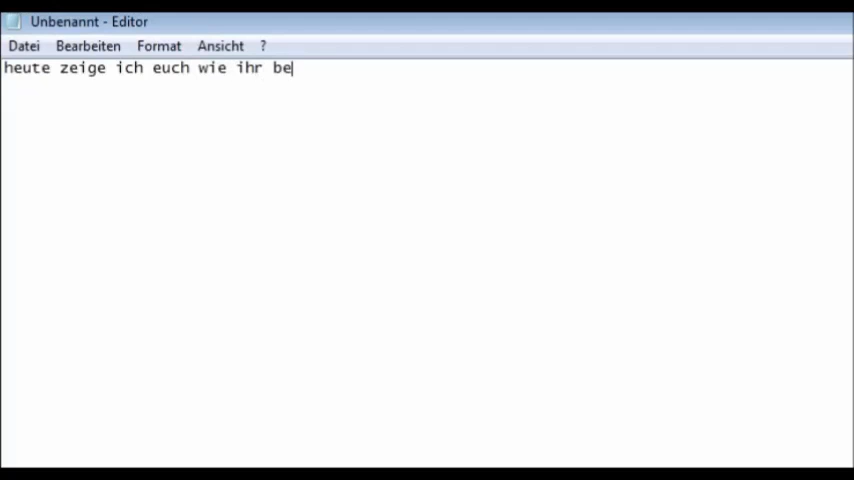 Unbenannt - Editor
Datei Bearbeiten Format Ansicht ?
heute zeige ich euch wie ihr be